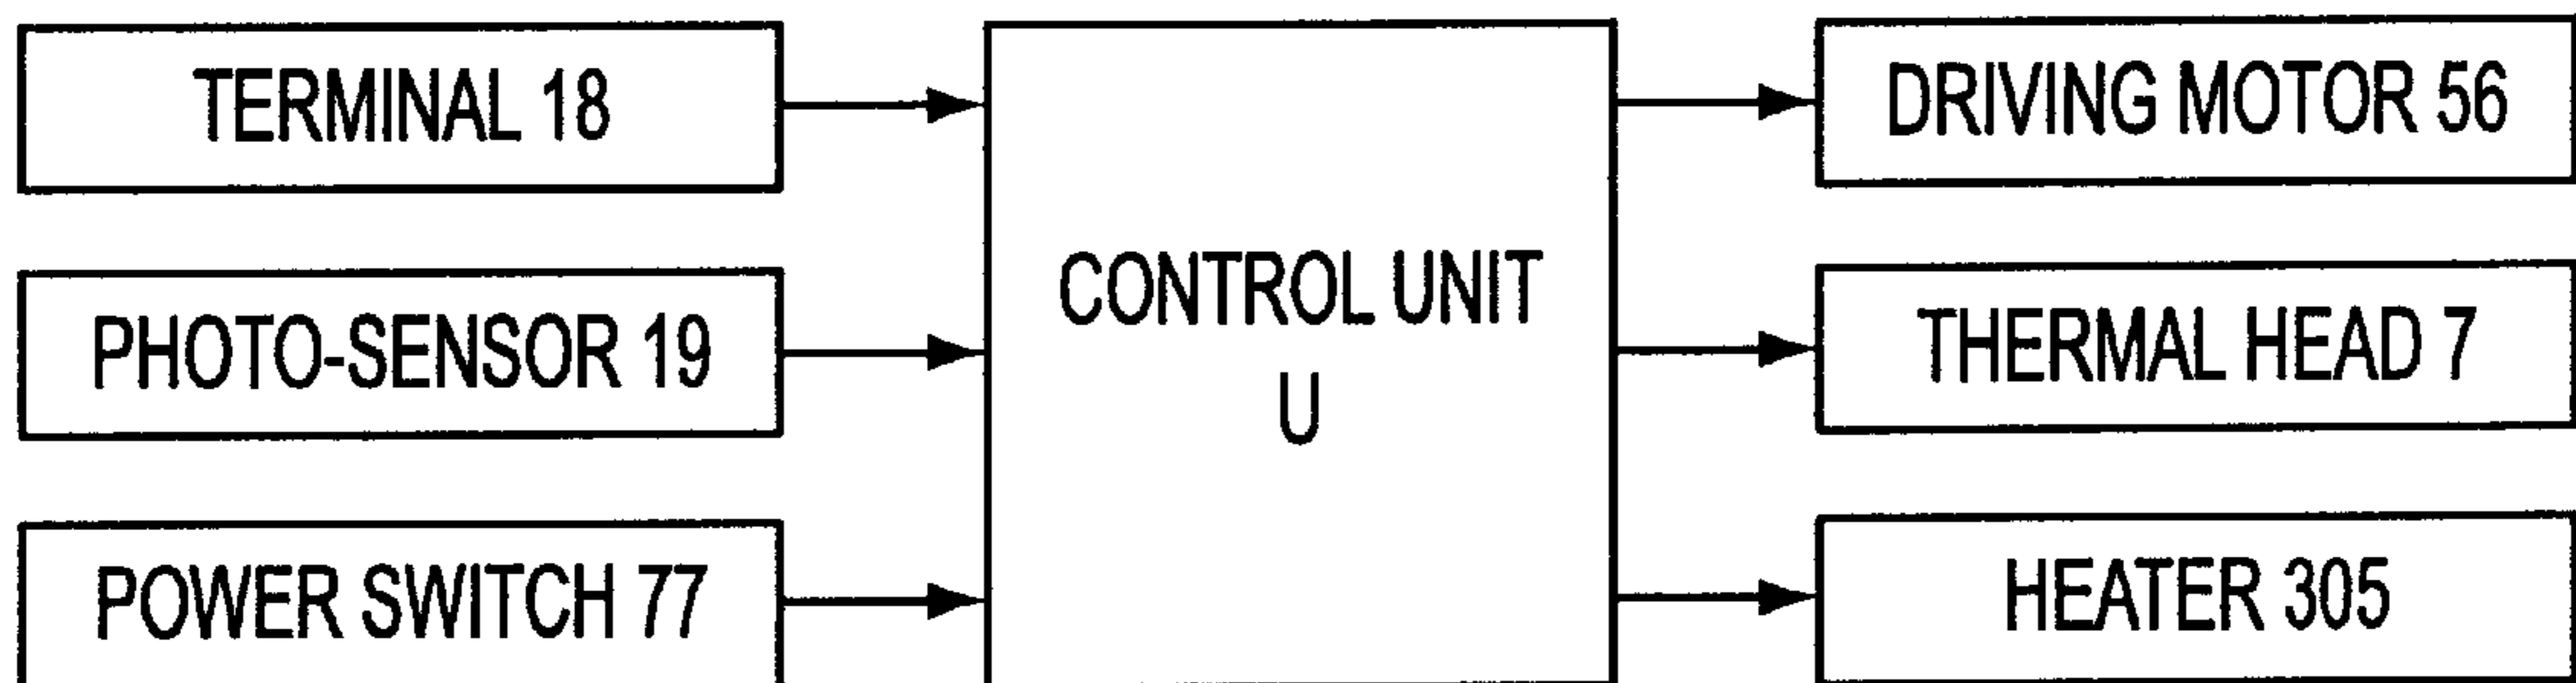 TERMINAL 18
PHOTO-SENSOR 19
POWER SWITCH 77
CONTROL UNIT
U
DRIVING MOTOR 56
THERMAL HEAD 7
HEATER 305